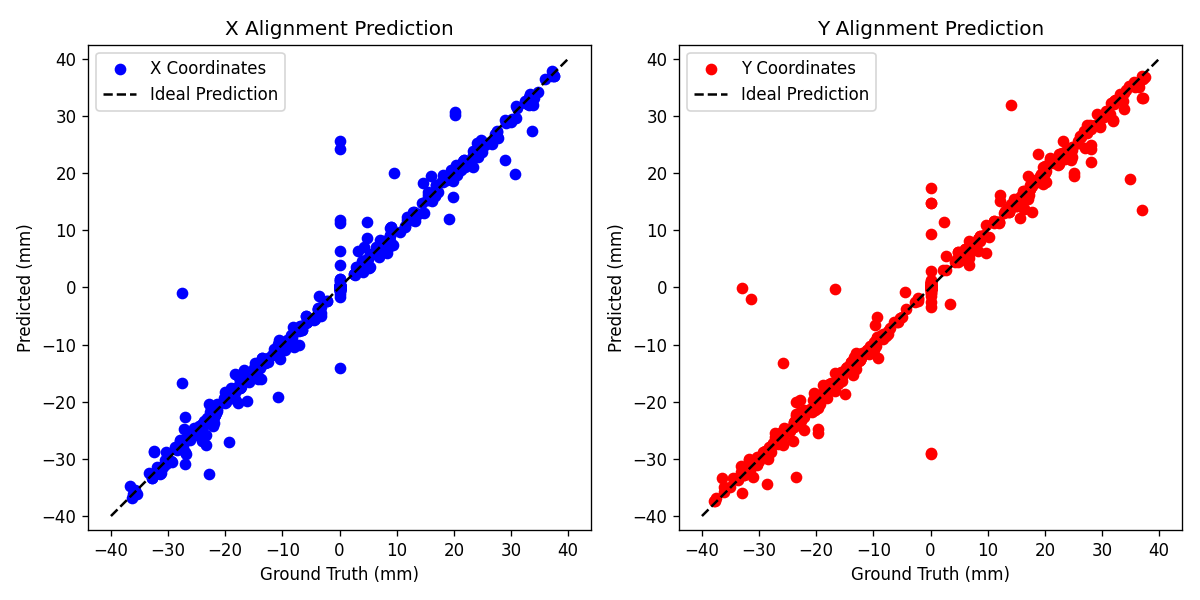 X Alignment Prediction
X Coordinates
Ideal Prediction
40
30
20
10
0
−10
−20
−30
−40
Predicted (mm)
−40 −30 −20 −10 0 10 20 30 40
Ground Truth (mm)
Y Alignment Prediction
Y Coordinates
Ideal Prediction
40
30
20
10
0
−10
−20
−30
−40
Predicted (mm)
−40 −30 −20 −10 0 10 20 30 40
Ground Truth (mm)